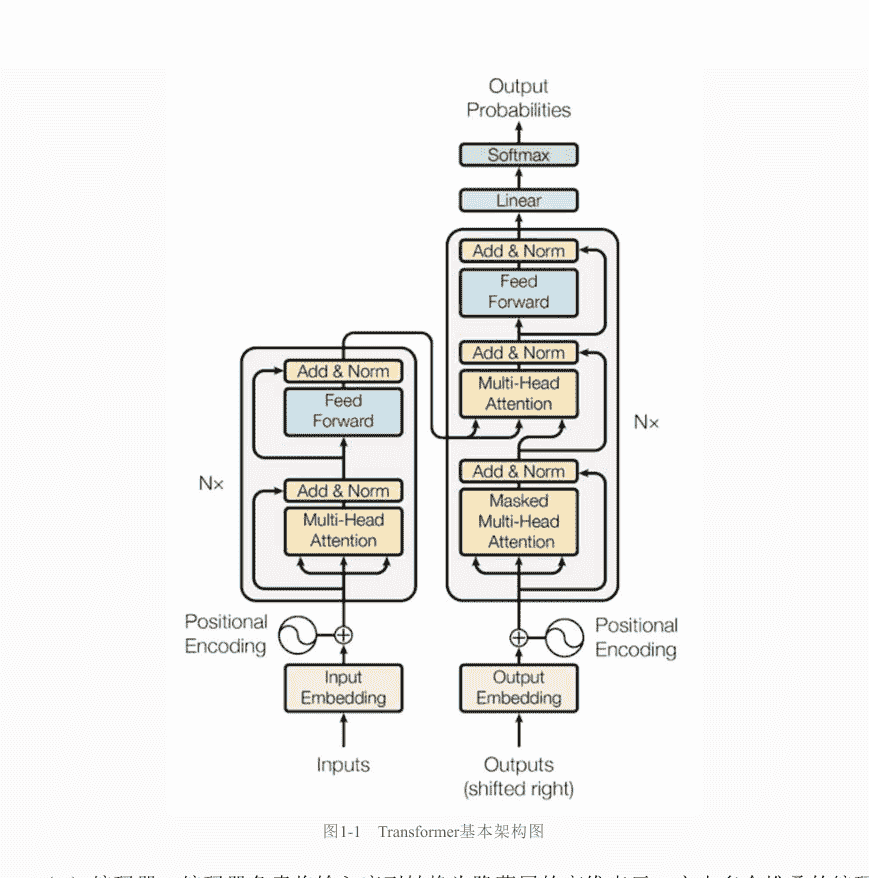 Output
Probabilities
Softmax
Linear
Add & Norm
Feed
Forward
Add & Norm
Multi-Head
Attention
Add & Norm
Masked
Multi-Head
Attention
Nx
Add & Norm
Feed
Forward
Add & Norm
Multi-Head
Attention
Nx
Positional
Encoding
Positional
Encoding
Input
Embedding
Output
Embedding
Inputs
Outputs
(shifted right)
图1-1 Transformer基本架构图